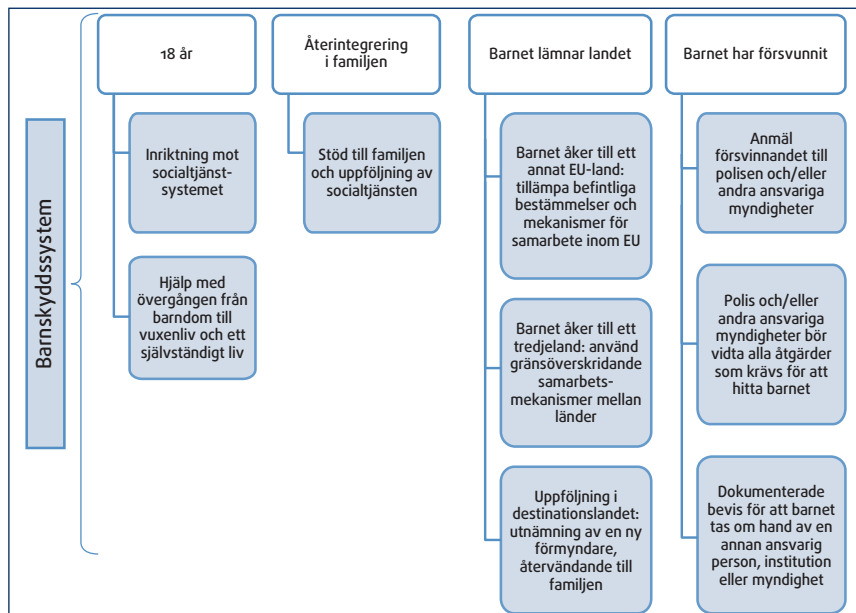 Barnskyddssystem
18 år
Inriktning mot
socialtjänst-
systemet
Hjälp med
övergången från
barndom till
vuxenliv och ett
självständigt liv
Återintegrering
i familjen
Stöd till familjen
och uppföljning av
socialtjänsten
Barnet lämnar landet
Barnet åker till ett
annat EU-land:
tillämpa befintliga
bestämmelser och
mekanismer för
samarbete inom EU
Barnet åker till ett
tredjeland: använd
gränsöverskridande
samarbets-
mekanismer mellan
länder
Uppföljning i
destinationslandet:
utnämning av en ny
förmyndare,
återvändande till
familjen
Barnet har försvunnit
Anmäl
försvinnandet till
polisen och/eller
andra ansvariga
myndigheter
Polis och/eller
andra ansvariga
myndigheter bör
vidta alla åtgärder
som krävs för att
hitta barnet
Dokumenterade
bevis för att barnet
tas om hand av en
annan ansvarig
person, institution
eller myndighet